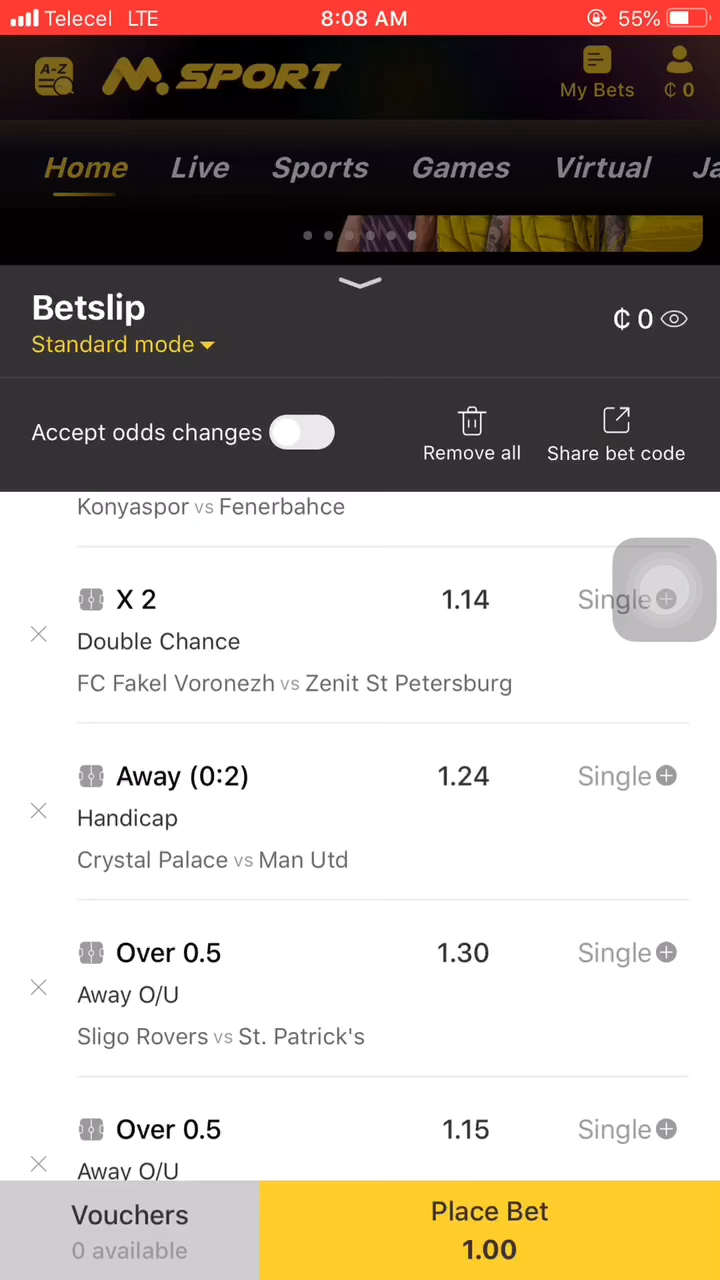 Telecel LTE 8:08 AM 55%
A-Z M.SPORT My Bets ₵ 0
Home Live Sports Games Virtual Ja
Betslip ₵ 0
Standard mode
Accept odds changes Remove all Share bet code
Konyaspor vs Fenerbahce
X 2 1.14 Single
Double Chance
FC Fakel Voronezh vs Zenit St Petersburg
Away (0:2) 1.24 Single
Handicap
Crystal Palace vs Man Utd
Over 0.5 1.30 Single
Away O/U
Sligo Rovers vs St. Patrick's
Over 0.5 1.15 Single
Away O/U
Vouchers Place Bet
0 available 1.00